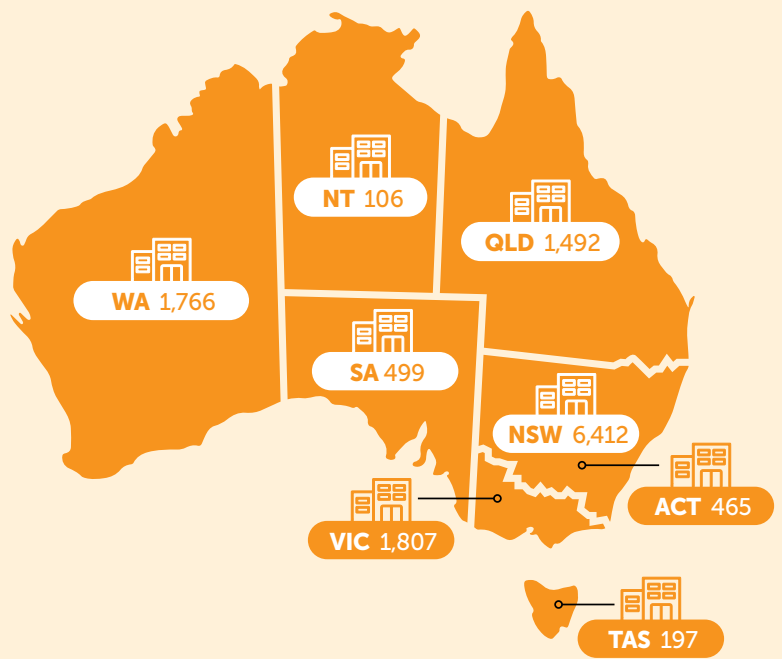 NT 106
QLD 1,492
WA 1,766
SA 499
NSW 6,412
ACT 465
VIC 1,807
TAS 197